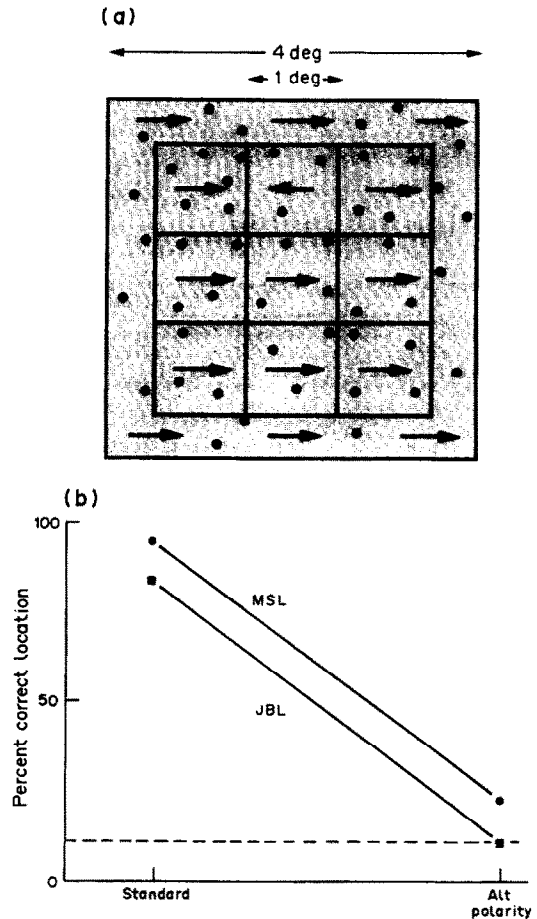 (a)
4 deg
1 deg
(b)
100
MSL
50
JBL
0
Percent correct location
Standard
Alt
polarity